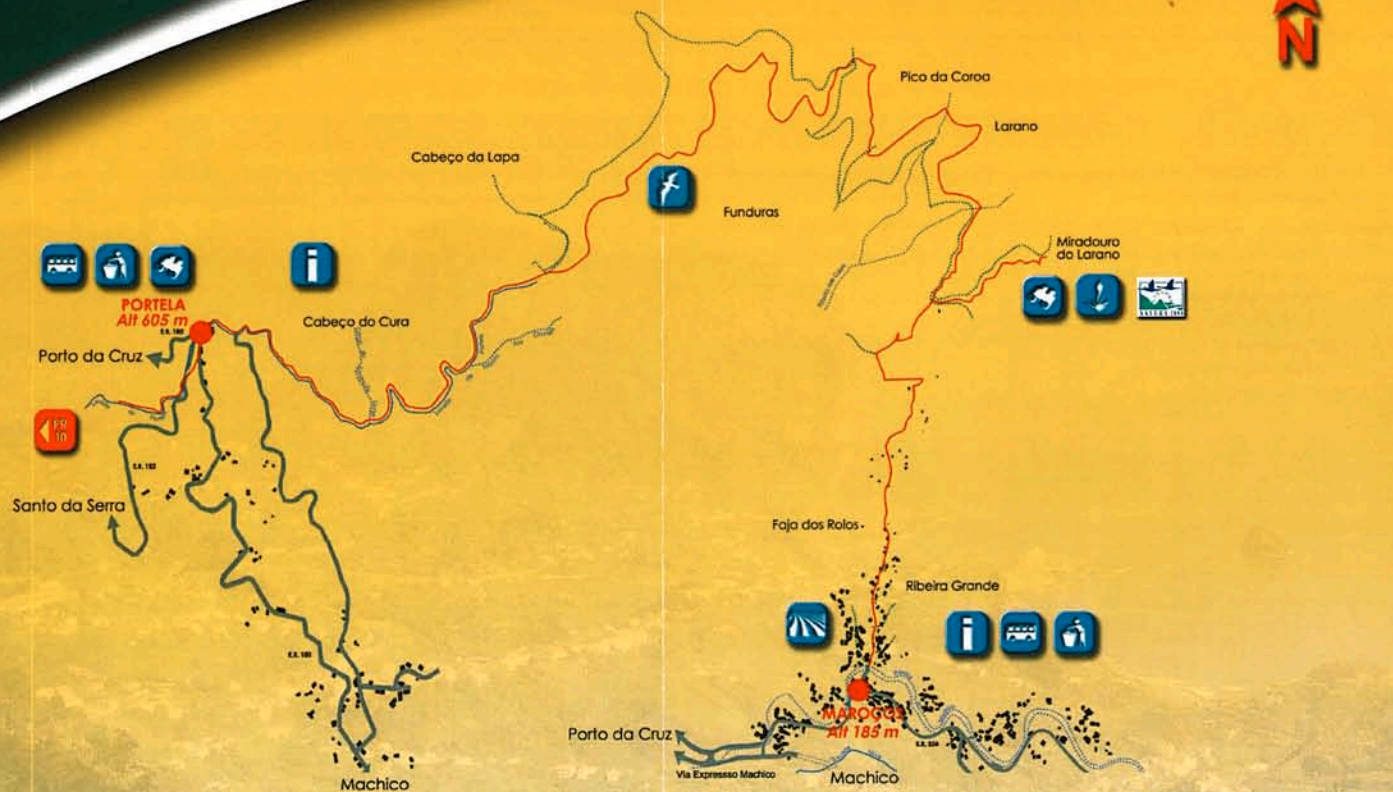 N
Pico da Coroa
Larano
Cabeço da Lapa
Funduras
Miradouro
do Larano
PORTELA
Alt 605 m
Cabeço do Cura
Porto da Cruz
PR
10
Santo da Serra
Faja dos Rolos
Ribeira Grande
MAROÇOS
Alt 185 m
Porto da Cruz
Via Expressso Machico
Machico
Machico